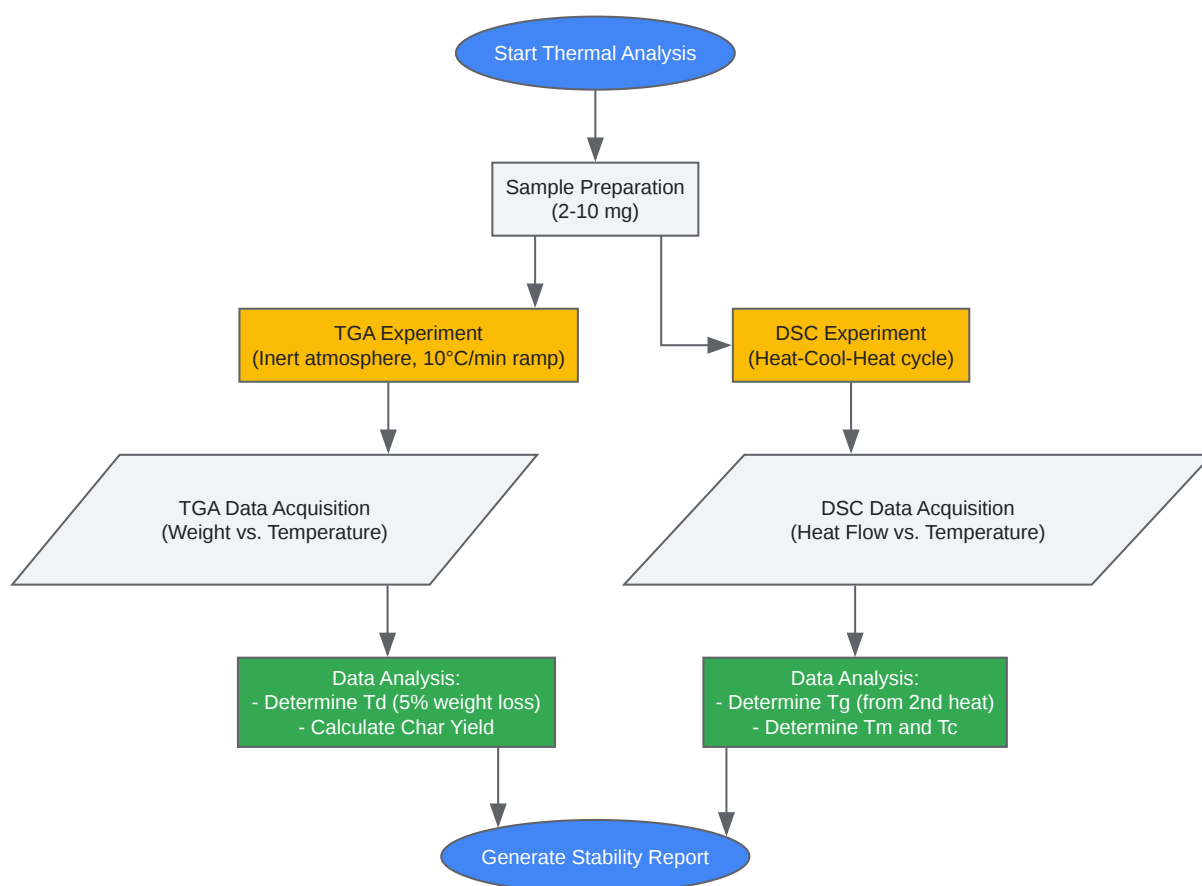 Start Thermal Analysis
Sample Preparation
(2-10 mg)
TGA Experiment
(Inert atmosphere, 10°C/min ramp)
DSC Experiment
(Heat-Cool-Heat cycle)
TGA Data Acquisition
(Weight vs. Temperature)
DSC Data Acquisition
(Heat Flow vs. Temperature)
Data Analysis:
- Determine Td (5% weight loss)
- Calculate Char Yield
Data Analysis:
- Determine Tg (from 2nd heat)
- Determine Tm and Tc
Generate Stability Report